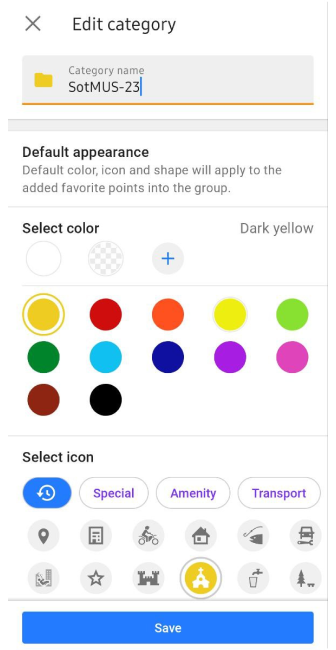 Edit category
Category name
SotMUS-23
Default appearance
Default color, icon and shape will apply to the
added favorite points into the group.
Select color
Dark yellow
Select icon
Special
Amenity
Transport
Save